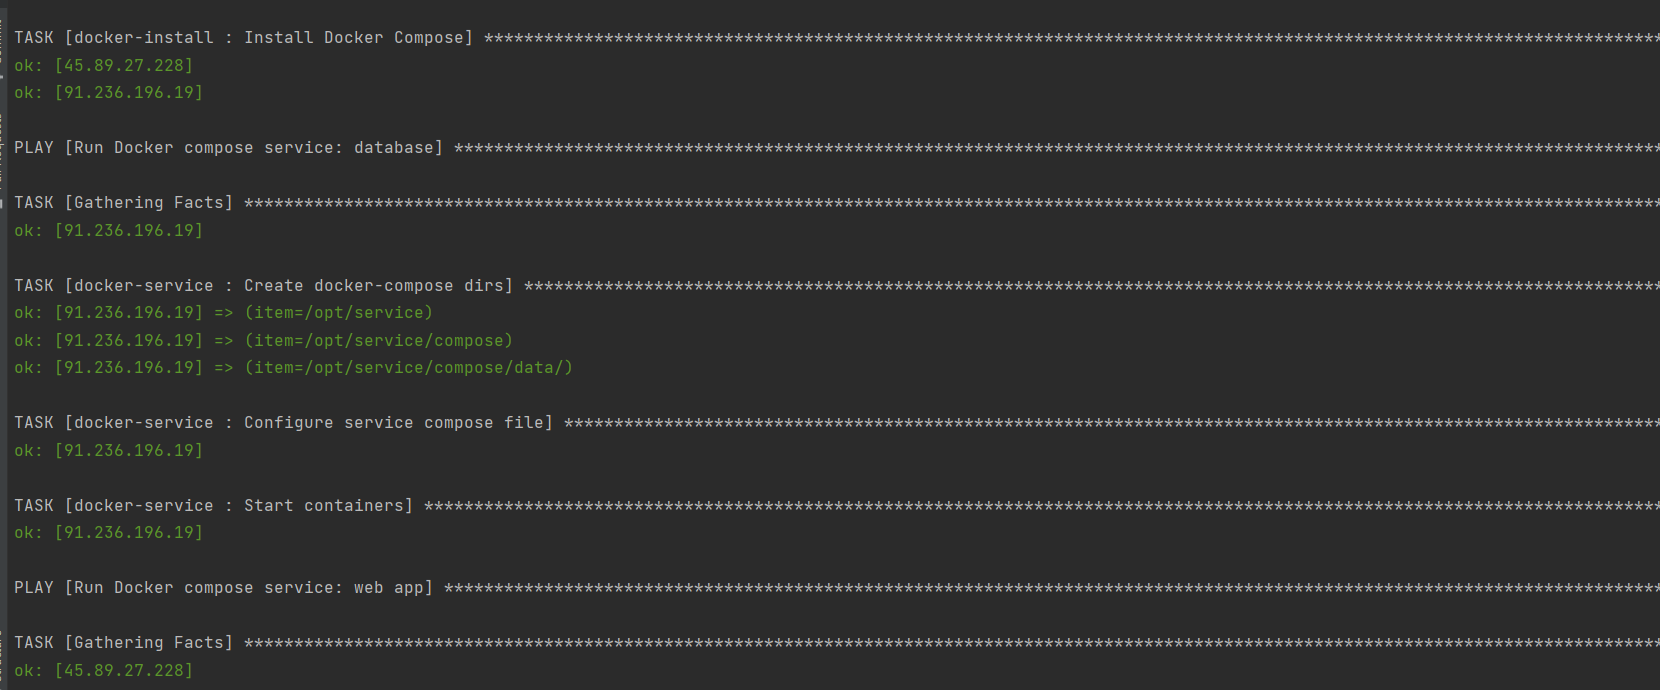 TASK [docker-install : Install Docker Compose] *********************************************************************************************************************
ok: [45.89.27.228]
ok: [91.236.196.19]
PLAY [Run Docker compose service: database] ************************************************************************************************************************
TASK [Gathering Facts] *********************************************************************************************************************************************
ok: [91.236.196.19]
TASK [docker-service : Create docker-compose dirs] *****************************************************************************************************************
ok: [91.236.196.19] => (item=/opt/service)
ok: [91.236.196.19] => (item=/opt/service/compose)
ok: [91.236.196.19] => (item=/opt/service/compose/data/)
TASK [docker-service : Configure service compose file] *************************************************************************************************************
ok: [91.236.196.19]
TASK [docker-service : Start containers] ***************************************************************************************************************************
ok: [91.236.196.19]
PLAY [Run Docker compose service: web app] *************************************************************************************************************************
TASK [Gathering Facts] *********************************************************************************************************************************************
ok: [45.89.27.228]